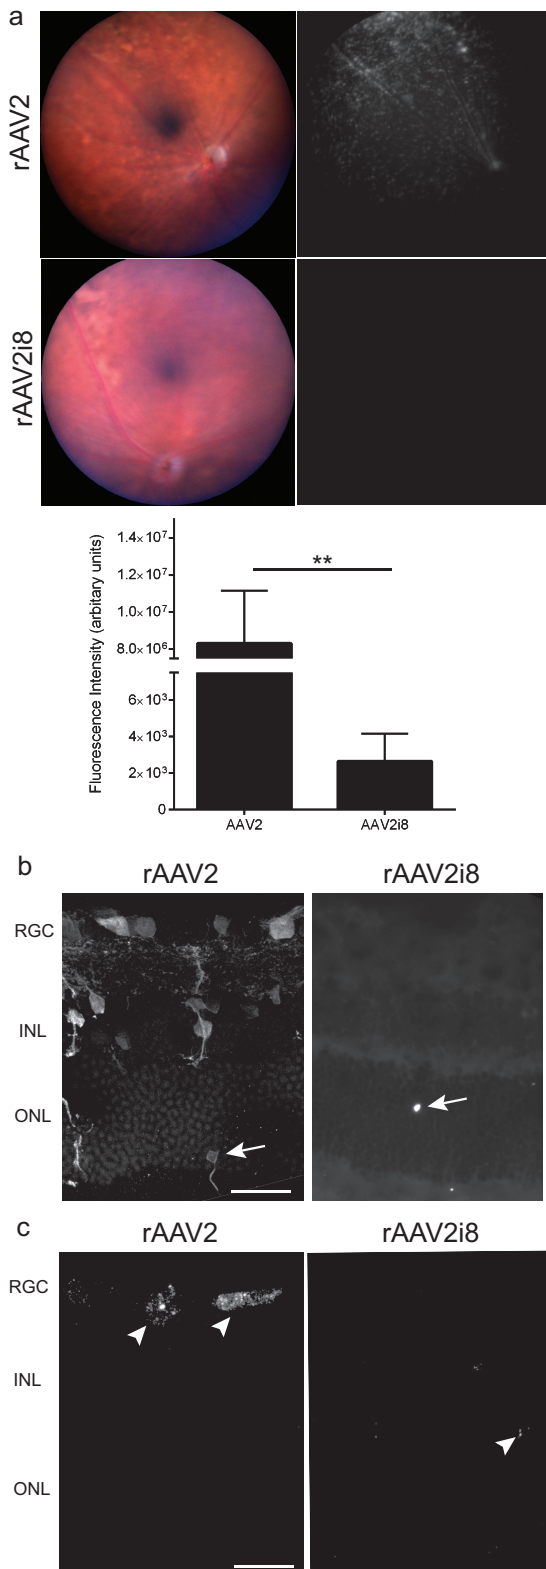 a
rAAV2
rAAV2i8
Fluorescence Intensity (arbitary units)
1.4× 10⁷
1.2× 10⁷
1.0× 10⁷
8.0× 10⁶
6× 10³
4× 10³
2× 10³
0
**
AAV2
AAV2i8
b
rAAV2
rAAV2i8
RGC
INL
ONL
c
rAAV2
rAAV2i8
RGC
INL
ONL